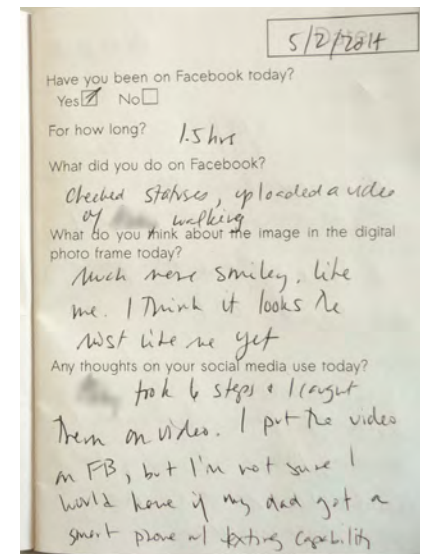 5/2/2014
Have you been on Facebook today?
Yes No
For how long? 1.5 hrs
What did you do on Facebook?
Checked statuses, uploaded a video
of walking
What do you think about the image in the digital
photo frame today?
Much more smiley, like
me. I think it looks the
most like me yet
Any thoughts on your social media use today?
took 6 steps & I caught
them on video. I put the video
on FB, but I'm not sure I
would have if my dad got a
smart phone w/ texting capability